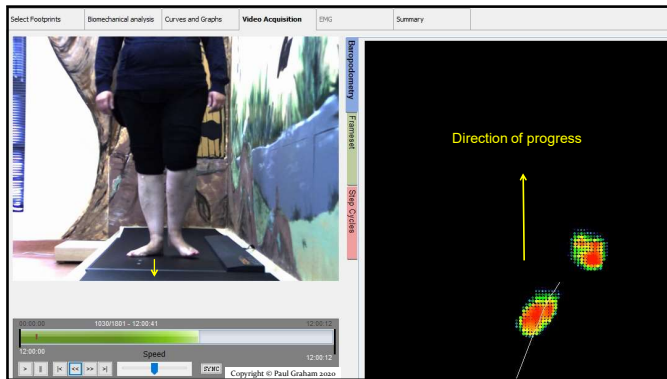 Select Footprints
Biomechanical analysis
Curves and Graphs
Video Acquisition
EMG
Summary
Baropodometry
Frameset
Step Cycles
Direction of progress
00:00:00
1030/1801 - 12:00:41
12:00:12
12:00:00
Speed
12:00:12
> || |< << >> >|
SYNC
Copyright © Paul Graham 2020